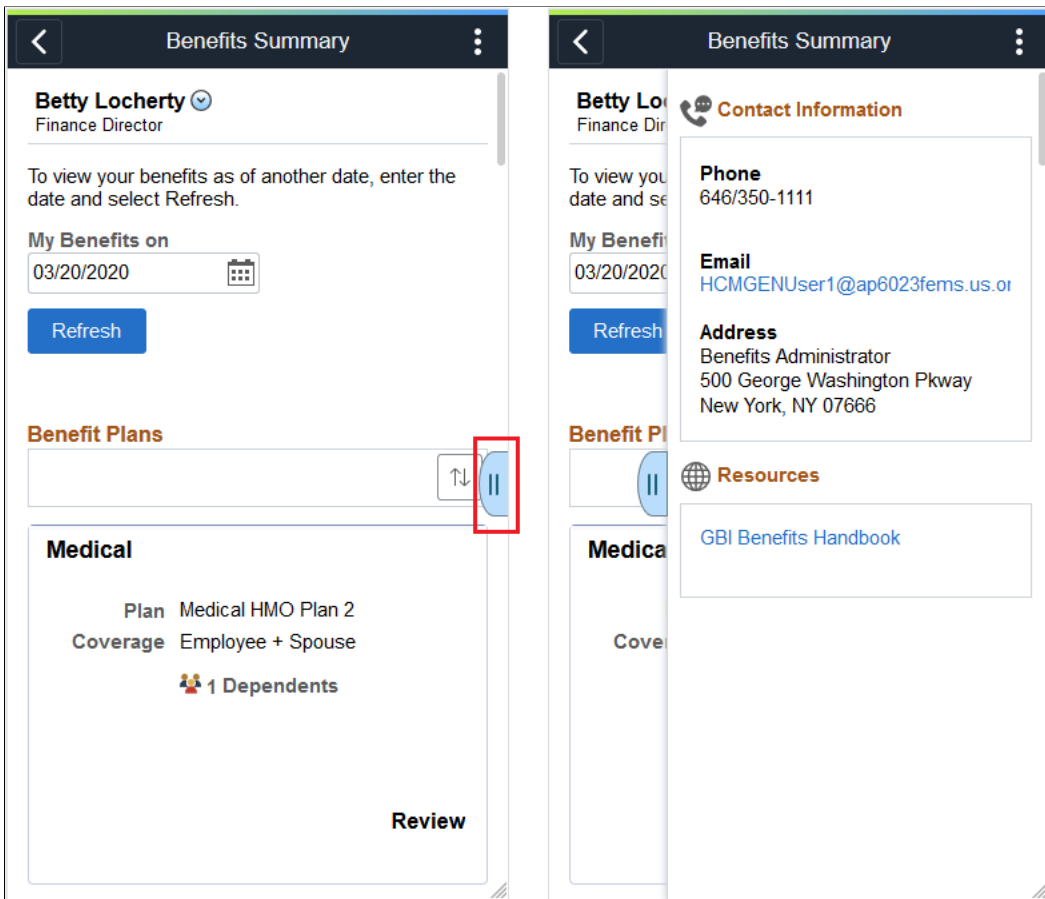 Benefits Summary
Betty Locherty
Finance Director
To view your benefits as of another date, enter the
date and select Refresh.
My Benefits on
03/20/2020
Refresh
Benefit Plans
Medical
Plan Medical HMO Plan 2
Coverage Employee + Spouse
1 Dependents
Review
Benefits Summary
Betty Lo
Finance Dir
To view you
date and se
My Benefi
03/20/2020
Refresh
Benefit Pl
Medica
Cove
Contact Information
Phone
646/350-1111
Email
HCMGENUser1@ap6023fems.us.or
Address
Benefits Administrator
500 George Washington Pkway
New York, NY 07666
Resources
GBI Benefits Handbook